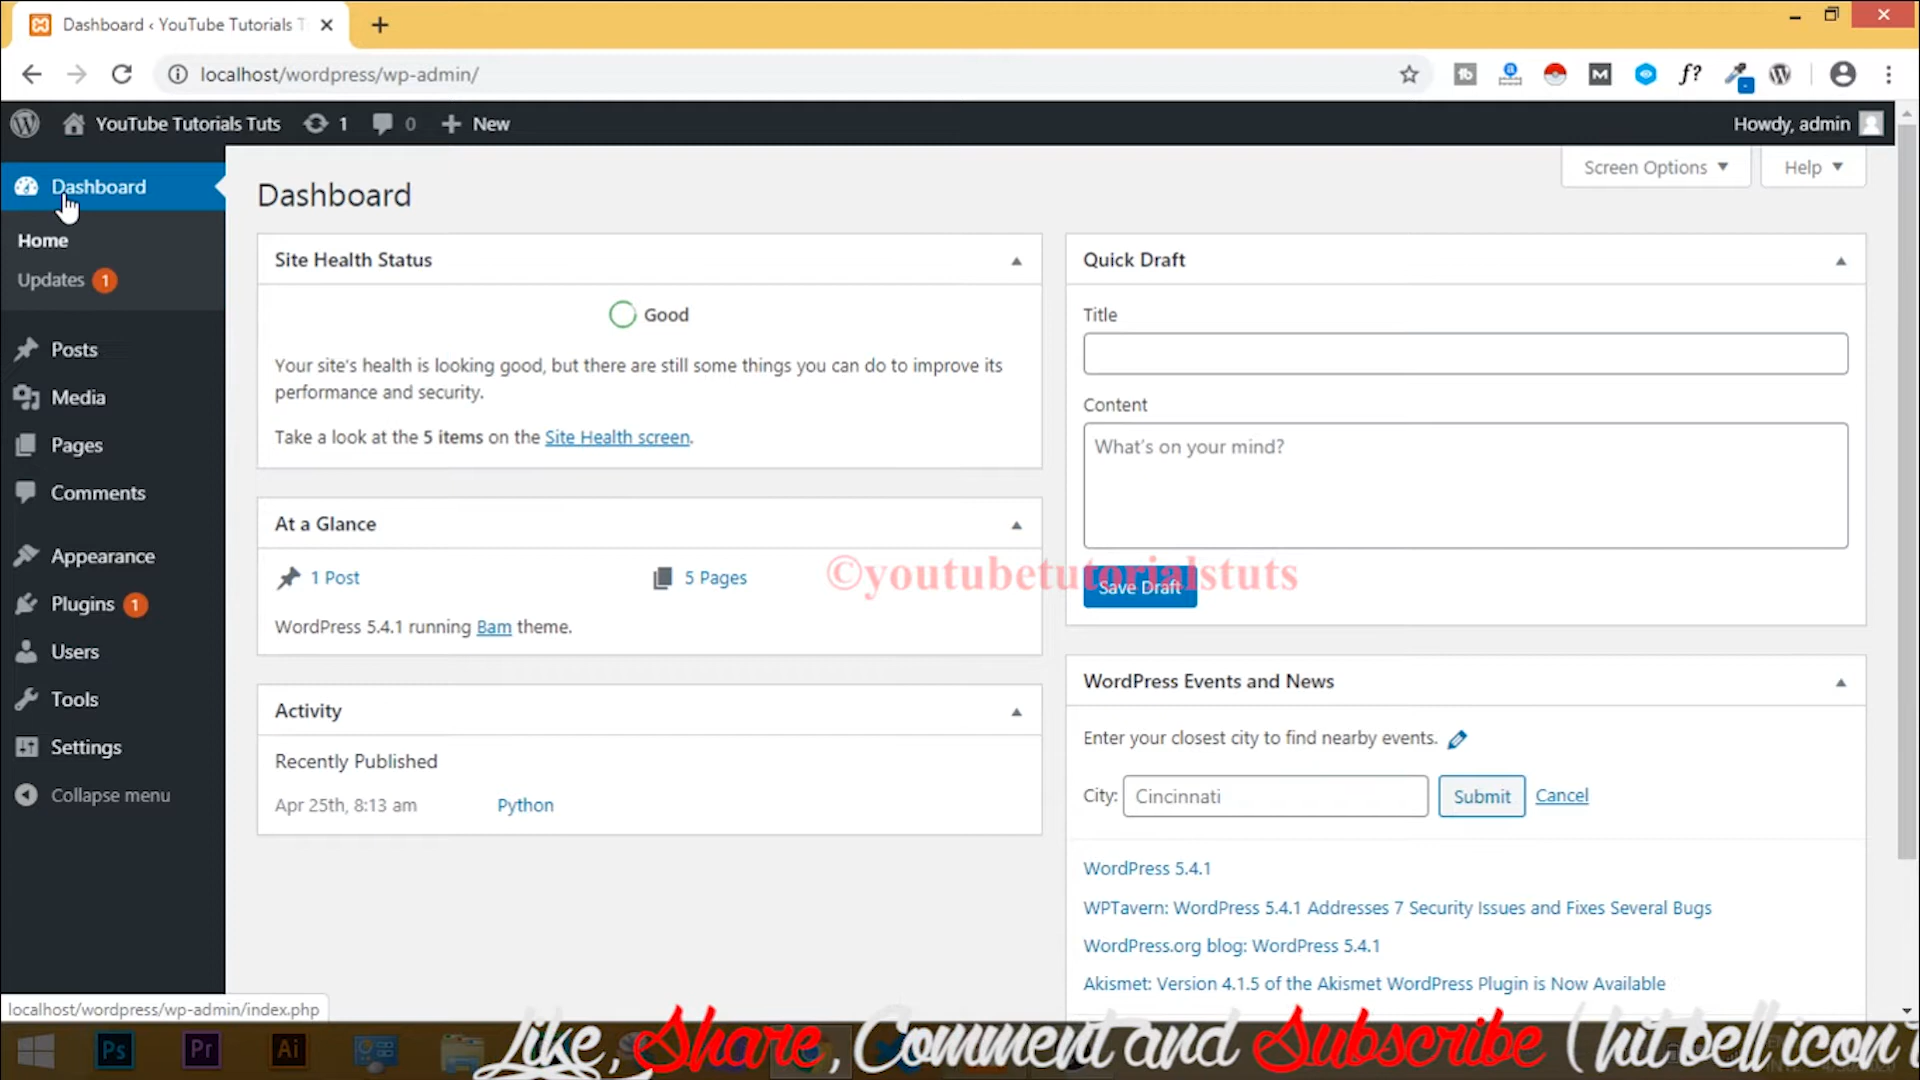 Dashboard ‹ YouTube Tutorials T
localhost/wordpress/wp-admin/
f?
YouTube Tutorials Tuts
1
0
New
Howdy, admin
Dashboard
Home
Updates 1
Posts
Media
Pages
Comments
Appearance
Plugins 1
Users
Tools
Settings
Collapse menu
Screen Options
Help
Dashboard
Site Health Status
Good
Your site's health is looking good, but there are still some things you can do to improve its
performance and security.
Take a look at the 5 items on the Site Health screen.
At a Glance
1 Post
5 Pages
WordPress 5.4.1 running Bam theme.
Activity
Recently Published
Apr 25th, 8:13 am
Python
Quick Draft
Title
Content
What's on your mind?
©youtubetutorialstuts
Save Draft
WordPress Events and News
Enter your closest city to find nearby events.
City:
Cincinnati
Submit
Cancel
WordPress 5.4.1
WPTavern: WordPress 5.4.1 Addresses 7 Security Issues and Fixes Several Bugs
WordPress.org blog: WordPress 5.4.1
Akismet: Version 4.1.5 of the Akismet WordPress Plugin is Now Available
localhost/wordpress/wp-admin/index.php
Ps
Pr
Ai
Like, Share, Comment and Subscribe (hit bell icon